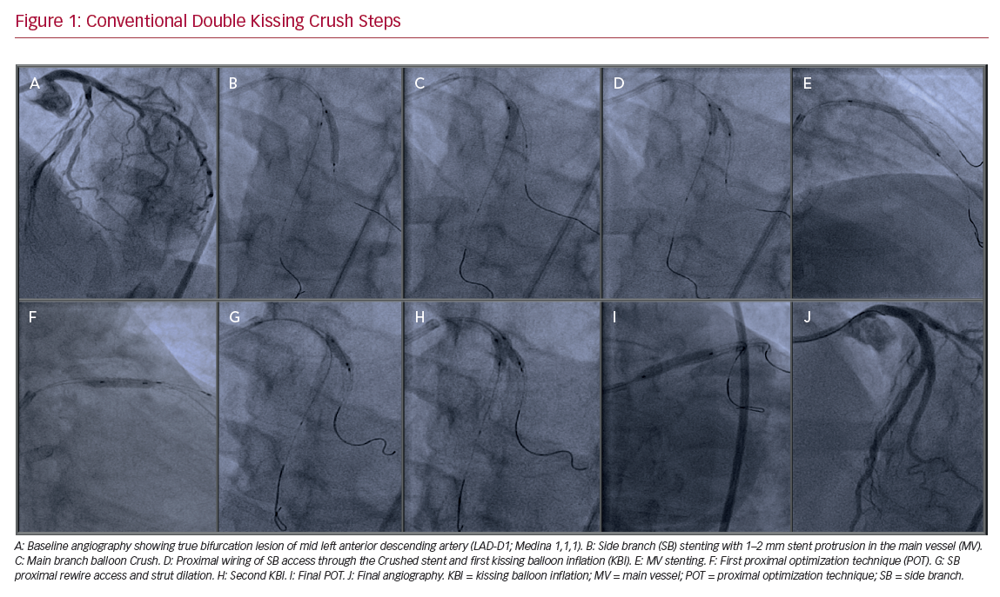 Figure 1: Conventional Double Kissing Crush Steps
A
B
C
D
E
F
G
H
I
J
A: Baseline angiography showing true bifurcation lesion of mid left anterior descending artery (LAD-D1; Medina 1,1,1). B: Side branch (SB) stenting with 1–2 mm stent protrusion in the main vessel (MV).
C: Main branch balloon Crush. D: Proximal wiring of SB access through the Crushed stent and first kissing balloon inflation (KBI). E: MV stenting. F: First proximal optimization technique (POT). G: SB
proximal rewire access and strut dilation. H: Second KBI. I: Final POT. J: Final angiography. KBI = kissing balloon inflation; MV = main vessel; POT = proximal optimization technique; SB = side branch.